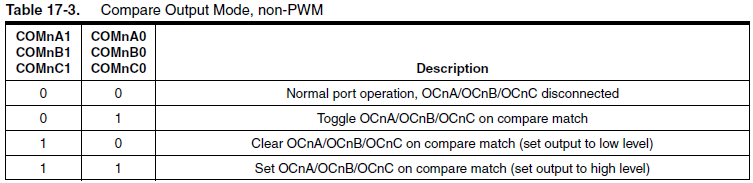 Table 17-3. Compare Output Mode, non-PWM
COMnA1 COMnA0
COMnB1 COMnB0
COMnC1 COMnC0 Description
0 0 Normal port operation, OCnA/OCnB/OCnC disconnected
0 1 Toggle OCnA/OCnB/OCnC on compare match
1 0 Clear OCnA/OCnB/OCnC on compare match (set output to low level)
1 1 Set OCnA/OCnB/OCnC on compare match (set output to high level)